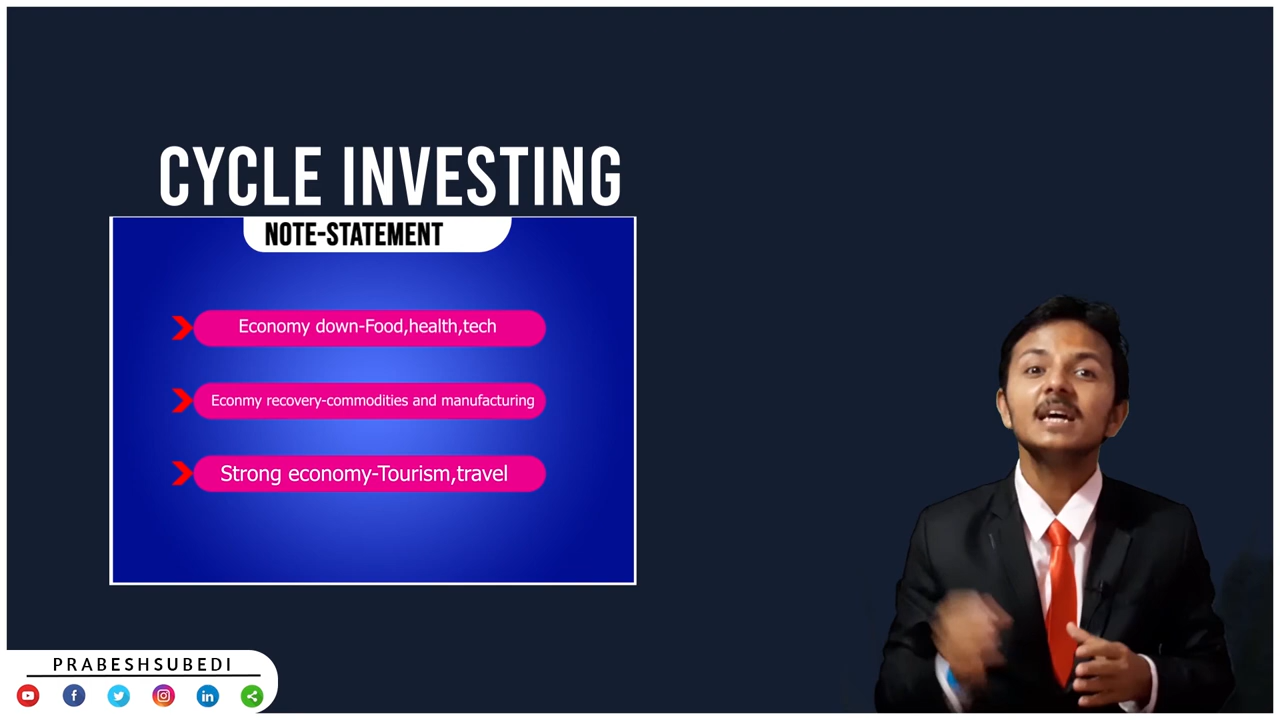 CYCLE INVESTING
NOTE-STATEMENT
Economy down-Food,health,tech
Econmy recovery-commodities and manufacturing
Strong economy-Tourism,travel
PRABESHSUBEDI